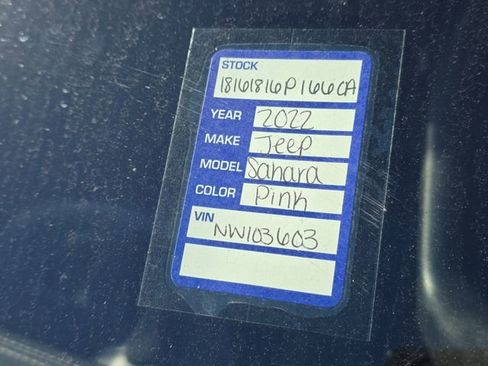 STOCK
18161816P166CA
YEAR 2022
MAKE Jeep
MODEL Sahara
COLOR Pink
VIN
NW103603